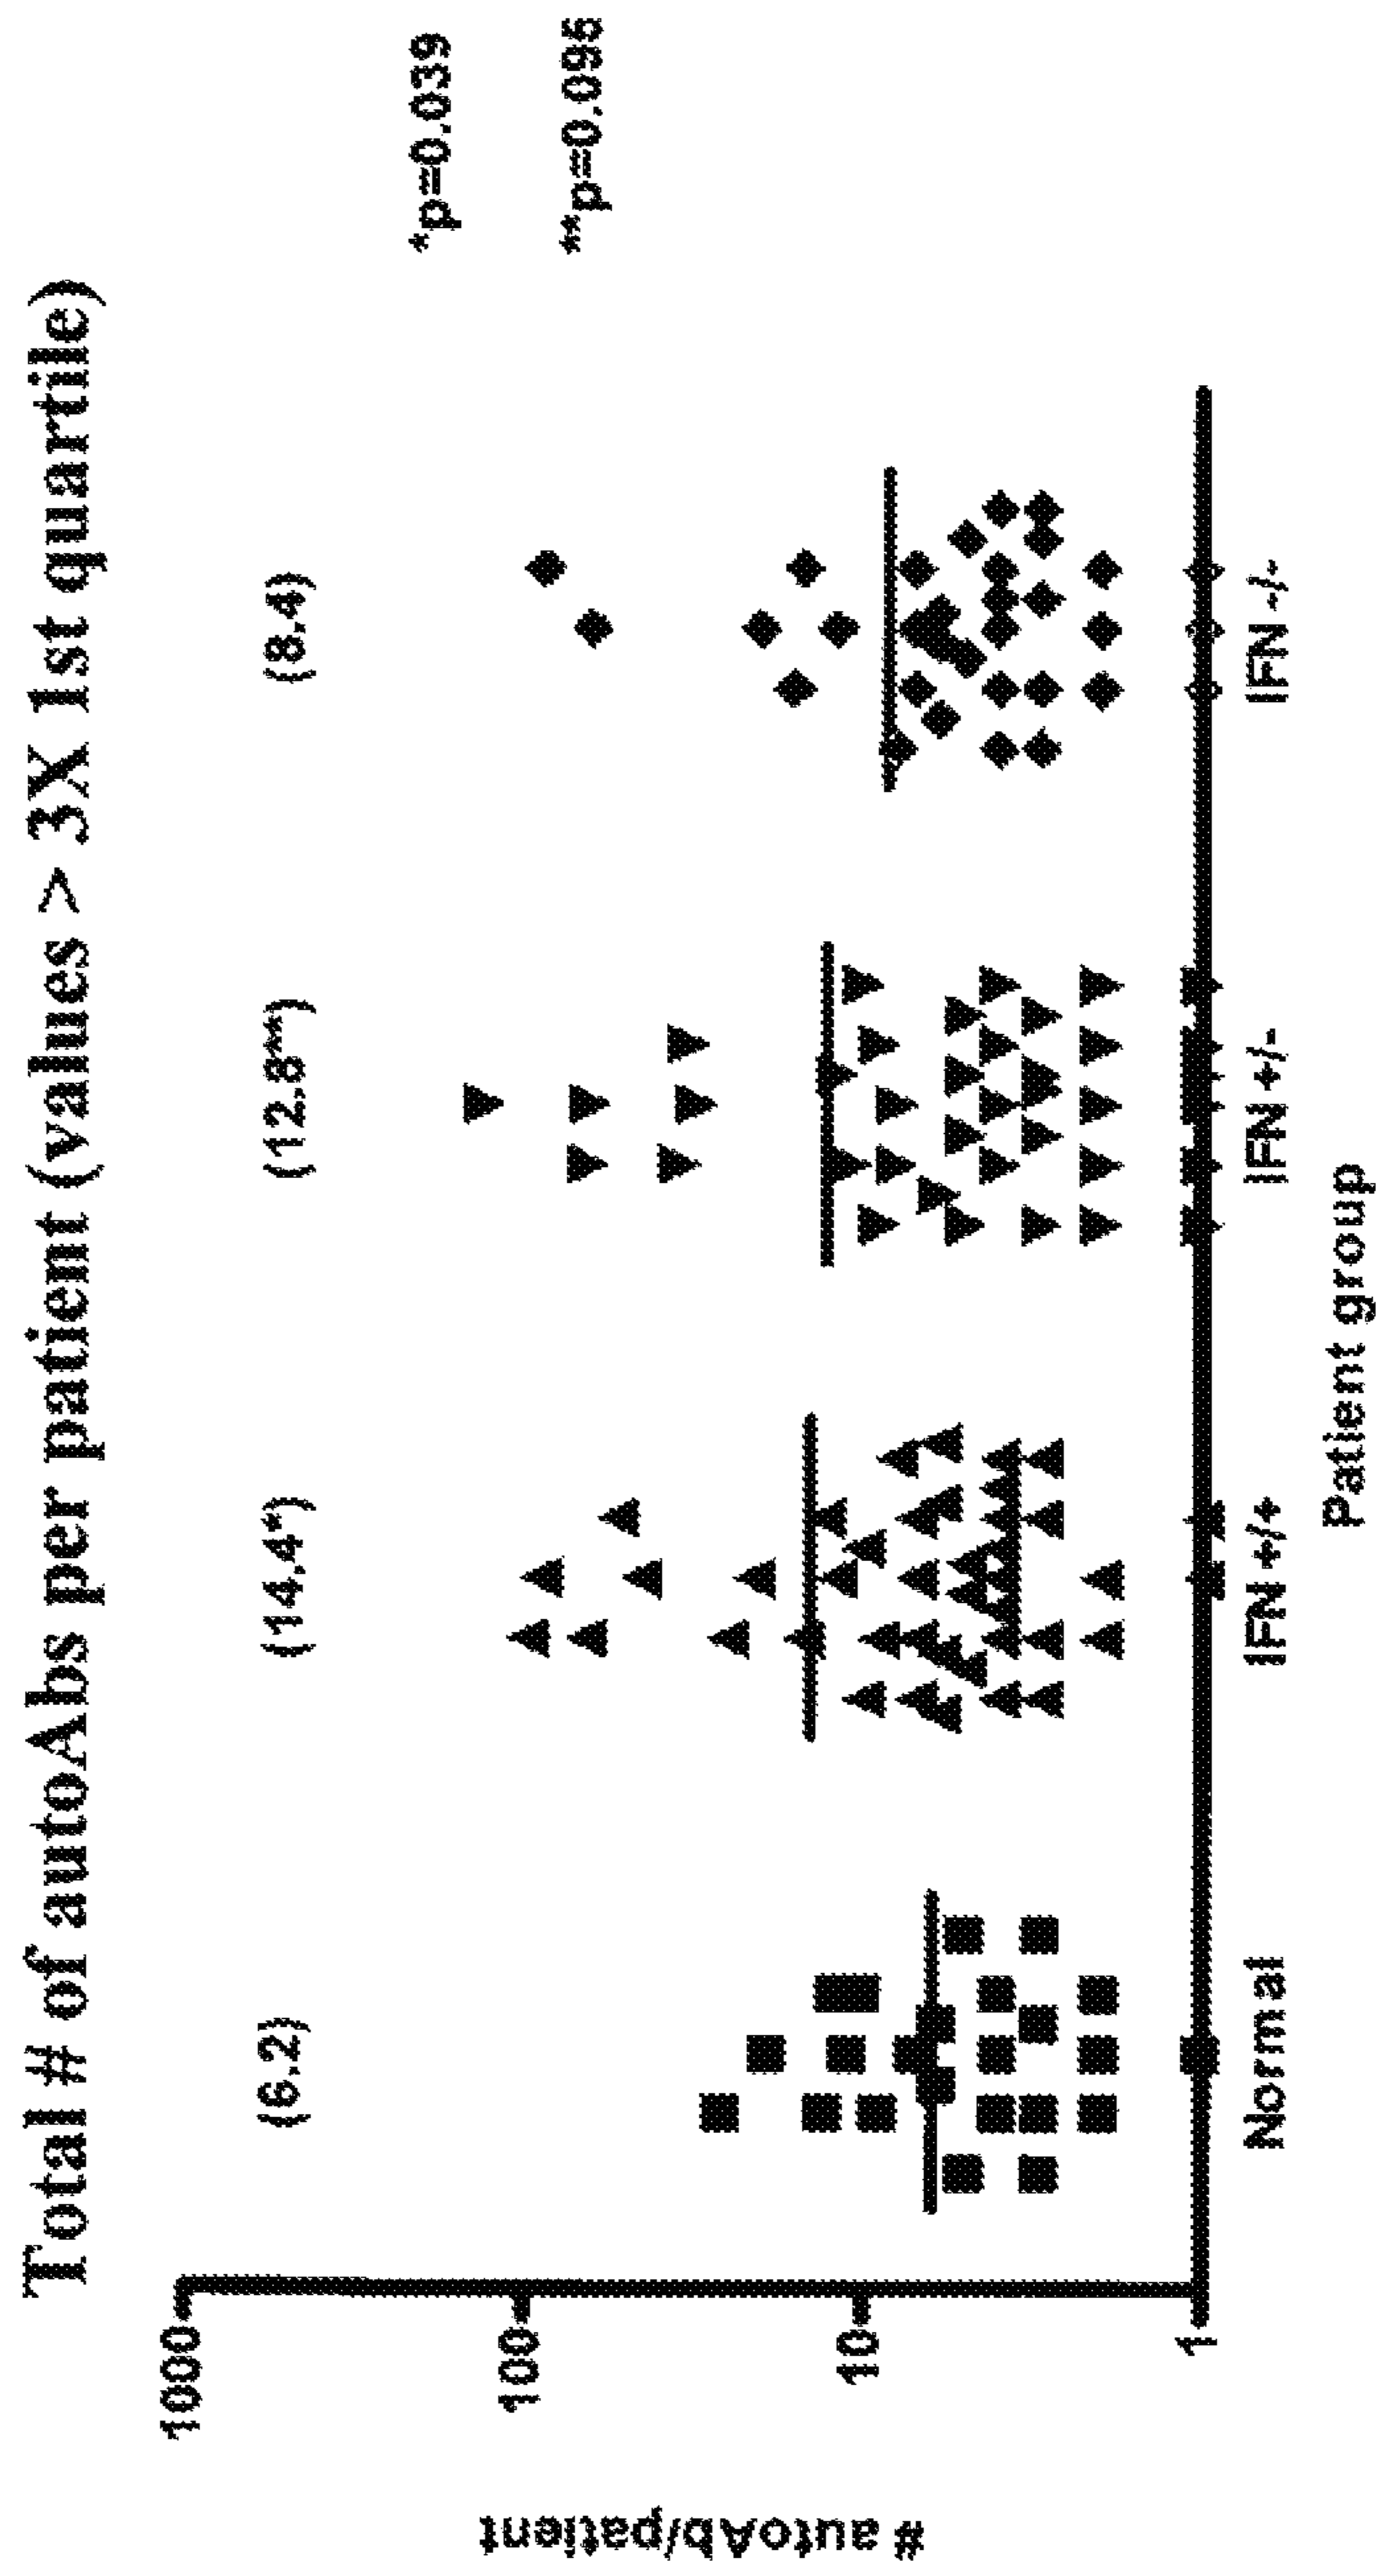 Total # of autoAbs per patient (values > 3X 1st quartile)
(6.2)
(14.4*)
(12.8**)
(8.4)
*p=0.039
**p=0.095
# autoAb/patient
1000
100
10
1
Normal
IFN +/+
IFN +/-
IFN -/-
Patient group